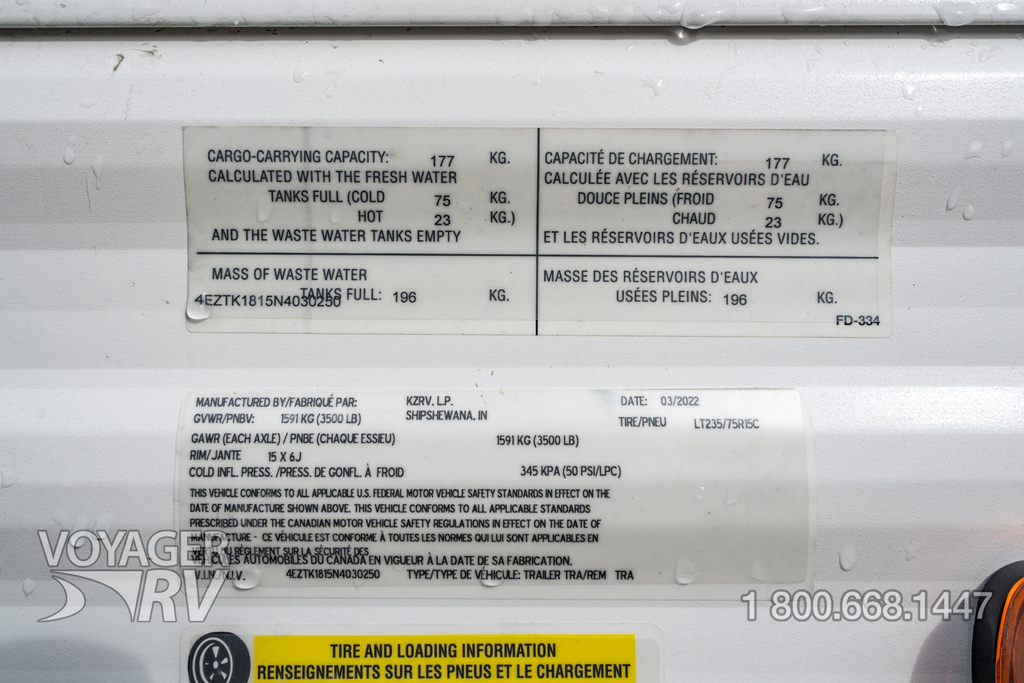 CARGO-CARRYING CAPACITY: 177 KG.
CALCULATED WITH THE FRESH WATER
TANKS FULL (COLD 75 KG.
HOT 23 KG.)
AND THE WASTE WATER TANKS EMPTY
CAPACITÉ DE CHARGEMENT: 177 KG.
CALCULÉE AVEC LES RÉSERVOIRS D'EAU
DOUCE PLEINS (FROID 75 KG.
CHAUD 23 KG.)
ET LES RÉSERVOIRS D'EAUX USÉES VIDES.
MASS OF WASTE WATER
TANKS FULL: 196 KG.
4EZTK1815N4030250
MASSE DES RÉSERVOIRS D'EAUX
USÉES PLEINS: 196 KG.
FD-334
MANUFACTURED BY/FABRIQUÉ PAR: KZRV, L.P. DATE: 03/2022
GVWR/PNBV: 1591 KG (3500 LB) SHIPSHEWANA, IN TIRE/PNEU LT235/75R15C
GAWR (EACH AXLE) / PNBE (CHAQUE ESSIEU) 1591 KG (3500 LB)
RIM/JANTE 15 X 6J
COLD INFL. PRESS. /PRESS. DE GONFL. À FROID 345 KPA (50 PSI/LPC)
THIS VEHICLE CONFORMS TO ALL APPLICABLE U.S. FEDERAL MOTOR VEHICLE SAFETY STANDARDS IN EFFECT ON THE
DATE OF MANUFACTURE SHOWN ABOVE. THIS VEHICLE CONFORMS TO ALL APPLICABLE STANDARDS
PRESCRIBED UNDER THE CANADIAN MOTOR VEHICLE SAFETY REGULATIONS IN EFFECT ON THE DATE OF
MANUFACTURE - CE VÉHICULE EST CONFORME À TOUTES LES NORMES QUI LUI SONT APPLICABLES EN
RÉGLEMENT SUR LA SÉCURITÉ DES
VÉHICULES AUTOMOBILES DU CANADA EN VIGUEUR À LA DATE DE SA FABRICATION.
V.I.N./N.I.V. 4EZTK1815N4030250 TYPE/TYPE DE VÉHICULE: TRAILER TRA/REM TRA
VOYAGER
RV
1 800.668.1447
TIRE AND LOADING INFORMATION
RENSEIGNEMENTS SUR LES PNEUS ET LE CHARGEMENT